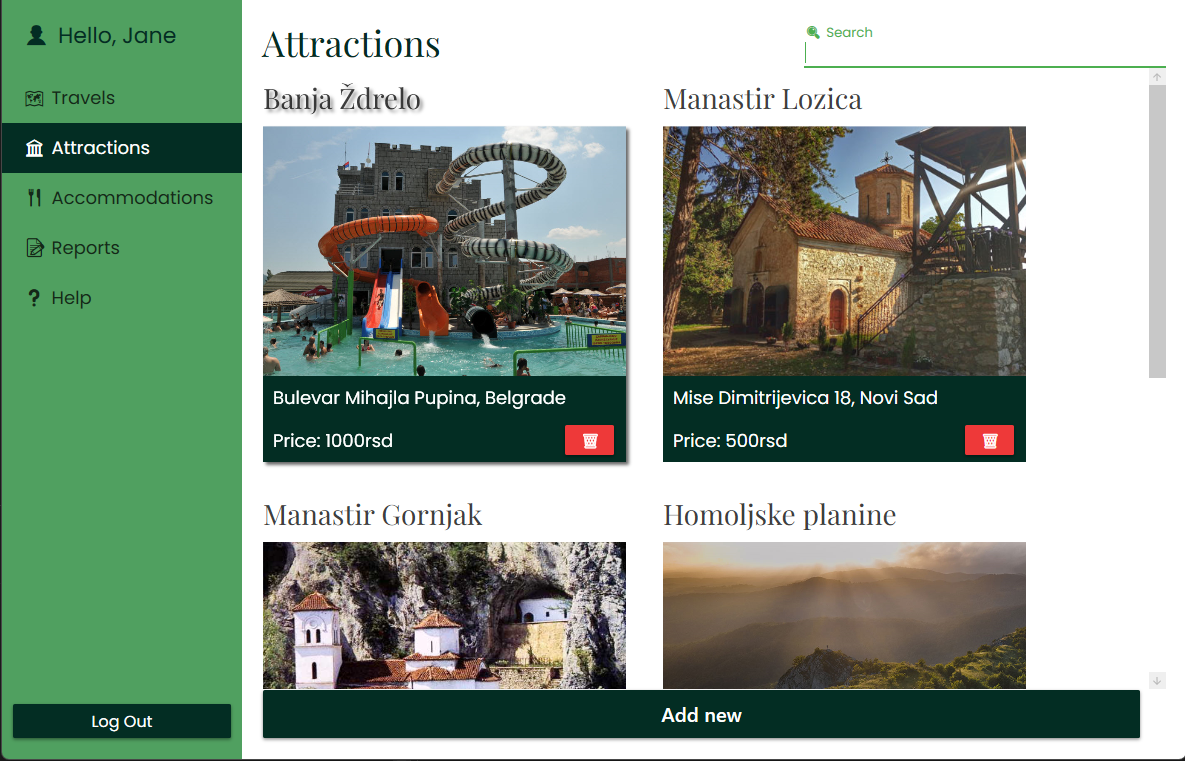 Hello, Jane
Travels
Attractions
Accommodations
Reports
Help
Log Out
Attractions
Search
Banja Ždrelo
Bulevar Mihajla Pupina, Belgrade
Price: 1000rsd
Manastir Lozica
Mise Dimitrijevica 18, Novi Sad
Price: 500rsd
Manastir Gornjak
Homoljske planine
Add new